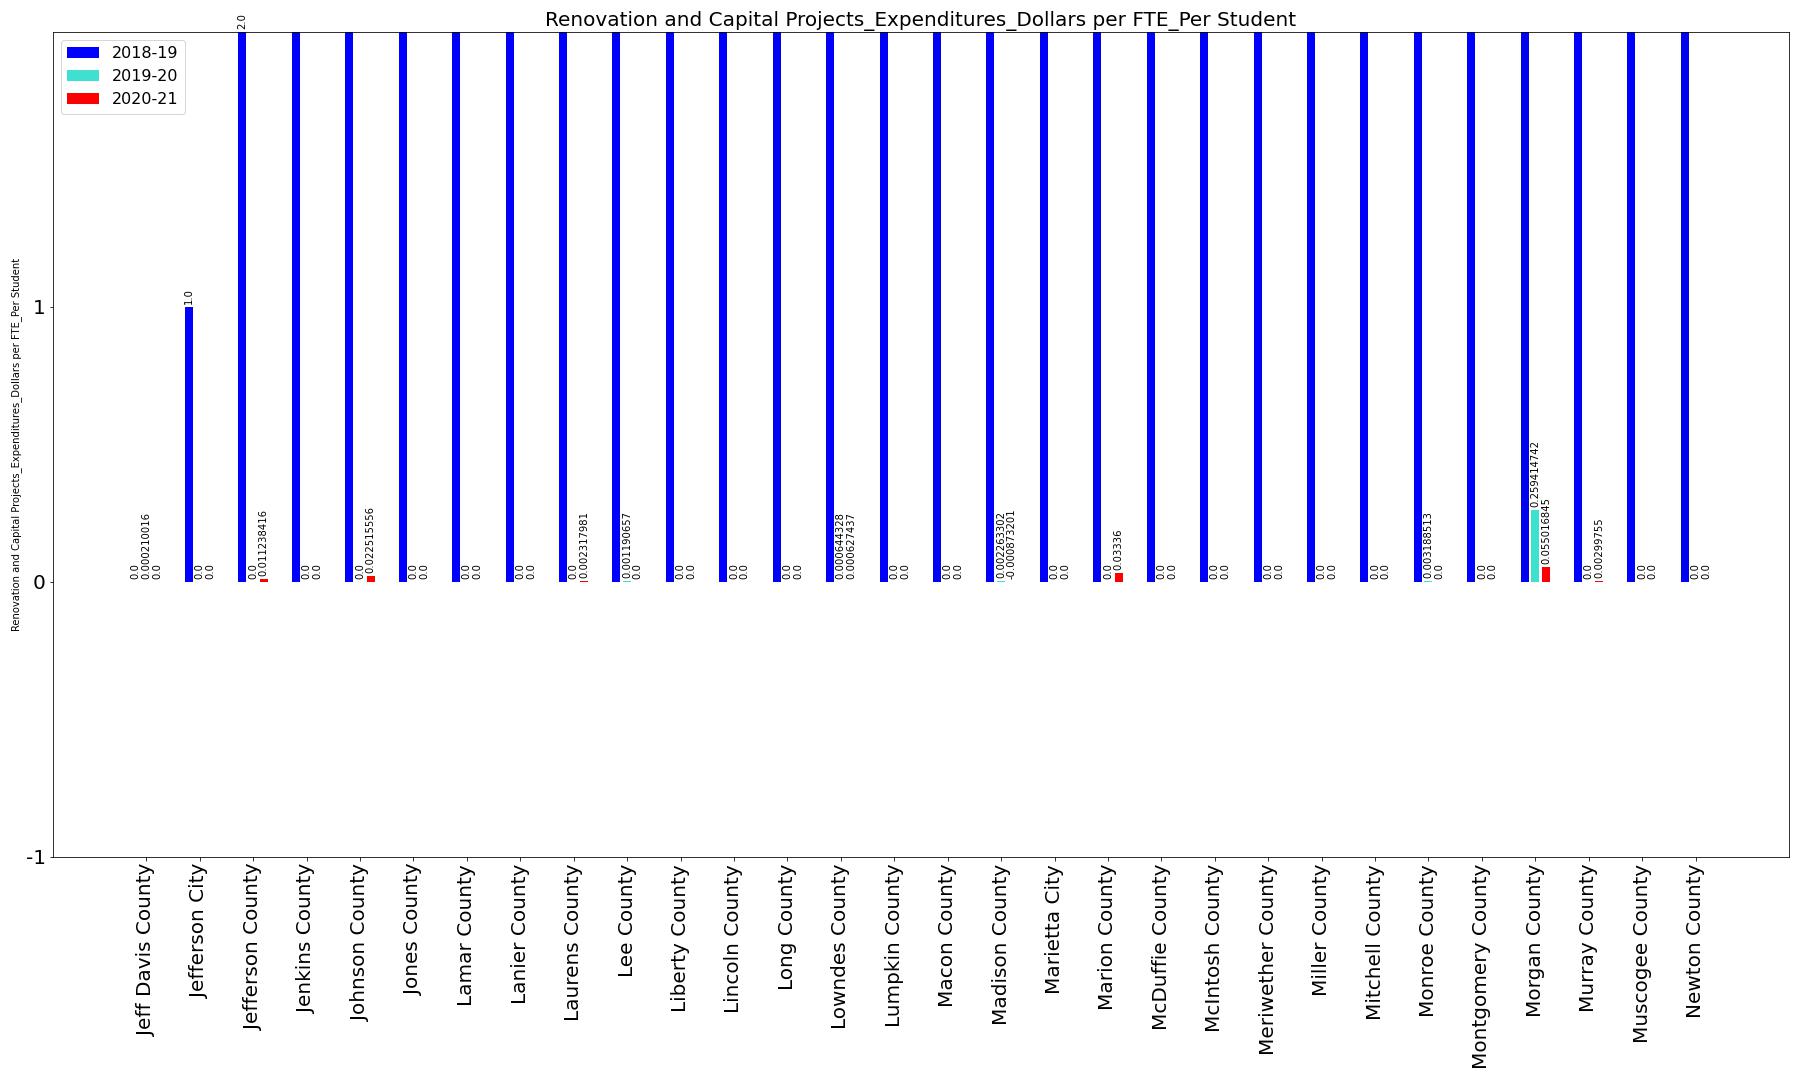 Renovation and Capital Projects_Expenditures_Dollars per FTE_Per Student
2018-19
2019-20
2020-21
Renovation and Capital Projects_Expenditures_Dollars per FTE_Per Student
1
0
-1
0.0
0.000210016
0.0
1.0
0.0
0.0
2.0
0.0
0.011238416
0.0
0.0
0.0
0.022515556
0.0
0.0
0.0
0.0
0.0
0.0
0.0
0.002317981
0.001190657
0.0
0.0
0.0
0.0
0.0
0.0
0.0
0.000644328
0.000627437
0.0
0.0
0.0
0.0
0.002263302
-0.000873201
0.0
0.0
0.0
0.03336
0.0
0.0
0.0
0.0
0.0
0.0
0.0
0.0
0.0
0.0
0.003188513
0.0
0.0
0.0
0.259414742
0.055016845
0.0
0.00299755
0.0
0.0
0.0
0.0
Jeff Davis County
Jefferson City
Jefferson County
Jenkins County
Johnson County
Jones County
Lamar County
Lanier County
Laurens County
Lee County
Liberty County
Lincoln County
Long County
Lowndes County
Lumpkin County
Macon County
Madison County
Marietta City
Marion County
McDuffie County
McIntosh County
Meriwether County
Miller County
Mitchell County
Monroe County
Montgomery County
Morgan County
Murray County
Muscogee County
Newton County